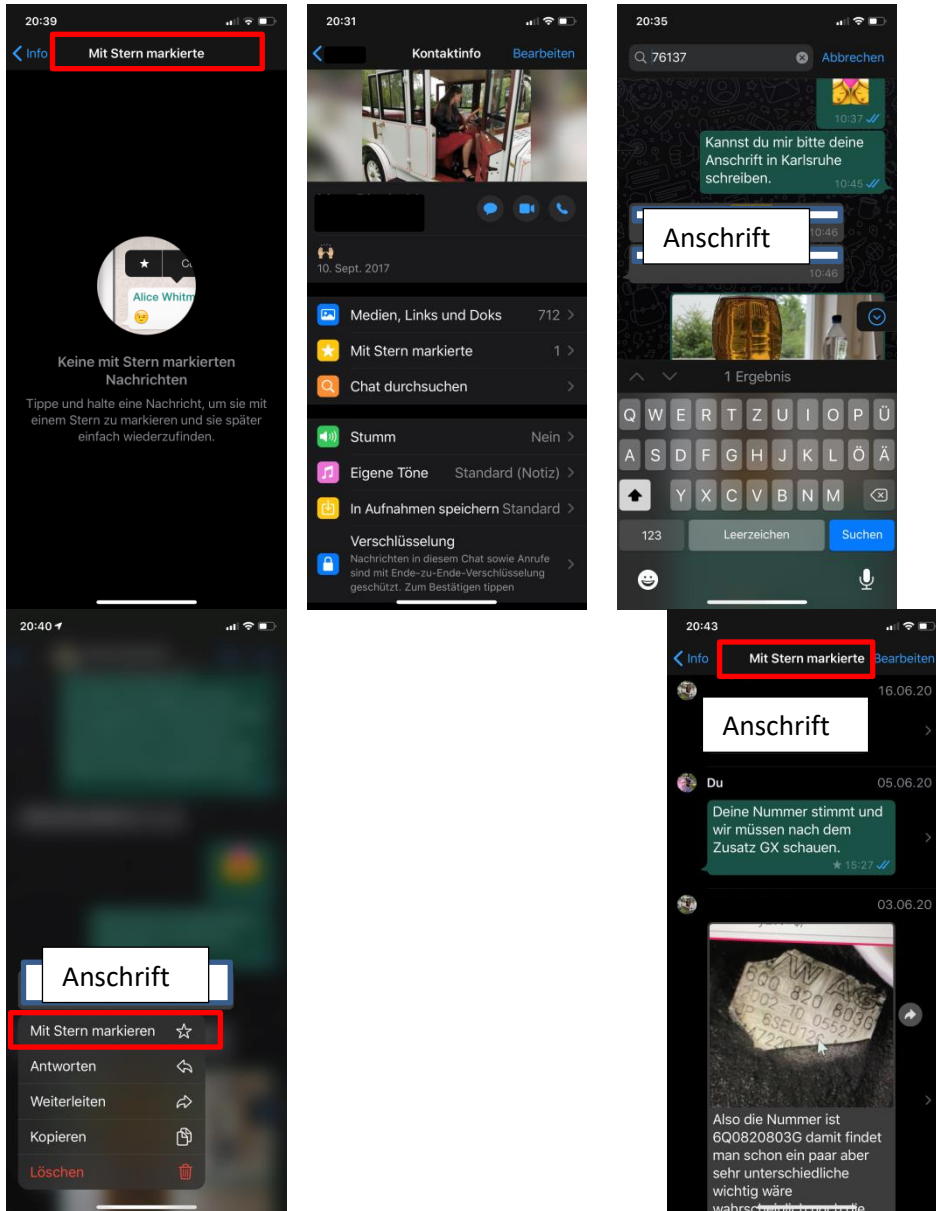 20:39
Info Mit Stern markierte
Alice Whitm
Keine mit Stern markierten
Nachrichten
Tippe und halte eine Nachricht, um sie mit
einem Stern zu markieren und sie später
einfach wiederzufinden.
20:31
Kontaktinfo Bearbeiten
10. Sept. 2017
Medien, Links und Doks 712
Mit Stern markierte 1
Chat durchsuchen
Stumm Nein
Eigene Töne Standard (Notiz)
In Aufnahmen speichern Standard
Verschlüsselung
Nachrichten in diesem Chat sowie Anrufe
sind mit Ende-zu-Ende-Verschlüsselung
geschützt. Zum Bestätigen tippen
20:35
76137 Abbrechen
10:37
Kannst du mir bitte deine
Anschrift in Karlsruhe
schreiben.
10:45
Anschrift
10:46
10:46
1 Ergebnis
Q W E R T Z U I O P Ü
A S D F G H J K L Ö Ä
Y X C V B N M
123 Leerzeichen Suchen
20:40
Anschrift
Mit Stern markieren
Antworten
Weiterleiten
Kopieren
Löschen
20:43
Info Mit Stern markierte Bearbeiten
16.06.20
Anschrift
Du 05.06.20
Deine Nummer stimmt und
wir müssen nach dem
Zusatz GX schauen.
15:27
03.06.20
VW AG
6Q0 820 803G
Also die Nummer ist
6Q0820803G damit findet
man schon ein paar aber
sehr unterschiedliche
wichtig wäre